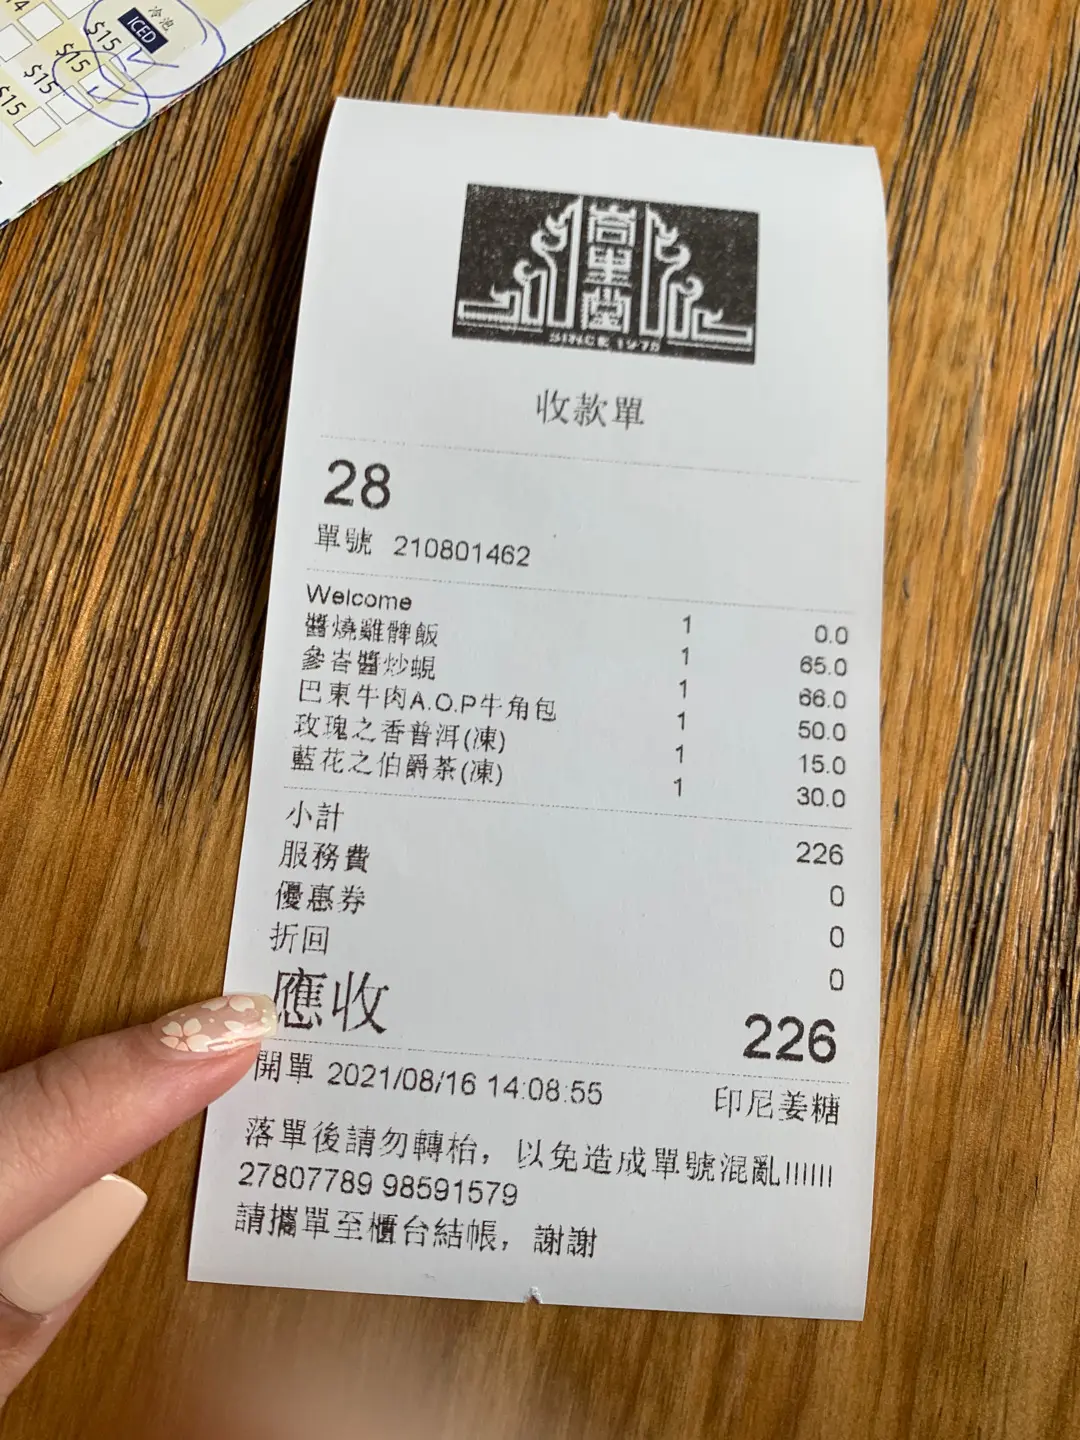 14
$15
冷泡
ICED
$15
$15
$15
SINCE 1978
收款單
28
單號 210801462
Welcome 1 0.0
醬燒雞髀飯 1 65.0
參峇醬炒蜆 1 66.0
巴東牛肉A.O.P牛角包 1 50.0
玫瑰之香普洱(凍) 1 15.0
藍花之伯爵茶(凍) 1 30.0
小計 226
服務費 0
優惠券 0
折回 0
應收 226
開單 2021/08/16 14:08:55 印尼姜糖
落單後請勿轉枱，以免造成單號混亂!!!!!!
27807789 98591579
請攜單至櫃台結帳，謝謝